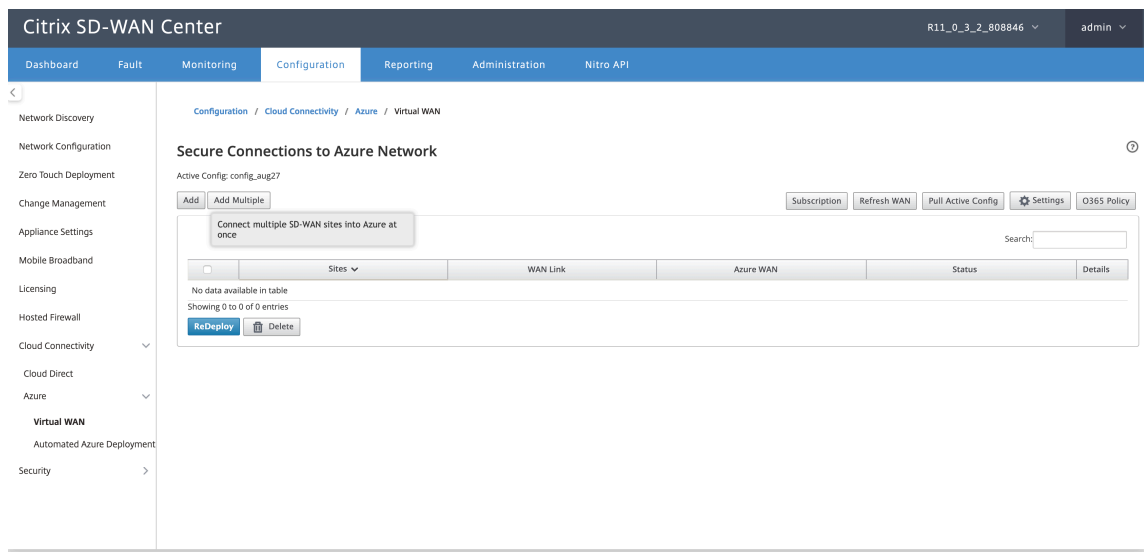 Citrix SD-WAN Center
R11_0_3_2_808846
admin
Dashboard Fault Monitoring Configuration Reporting Administration Nitro API
Network Discovery
Network Configuration
Zero Touch Deployment
Change Management
Appliance Settings
Mobile Broadband
Licensing
Hosted Firewall
Cloud Connectivity
Cloud Direct
Azure
Virtual WAN
Automated Azure Deployment
Security
Configuration / Cloud Connectivity / Azure / Virtual WAN
Secure Connections to Azure Network
?
Active Config: config_aug27
Add Add Multiple Subscription Refresh WAN Pull Active Config Settings O365 Policy
Connect multiple SD-WAN sites into Azure at
once
Search:
Sites WAN Link Azure WAN Status Details
No data available in table
Showing 0 to 0 of 0 entries
ReDeploy Delete